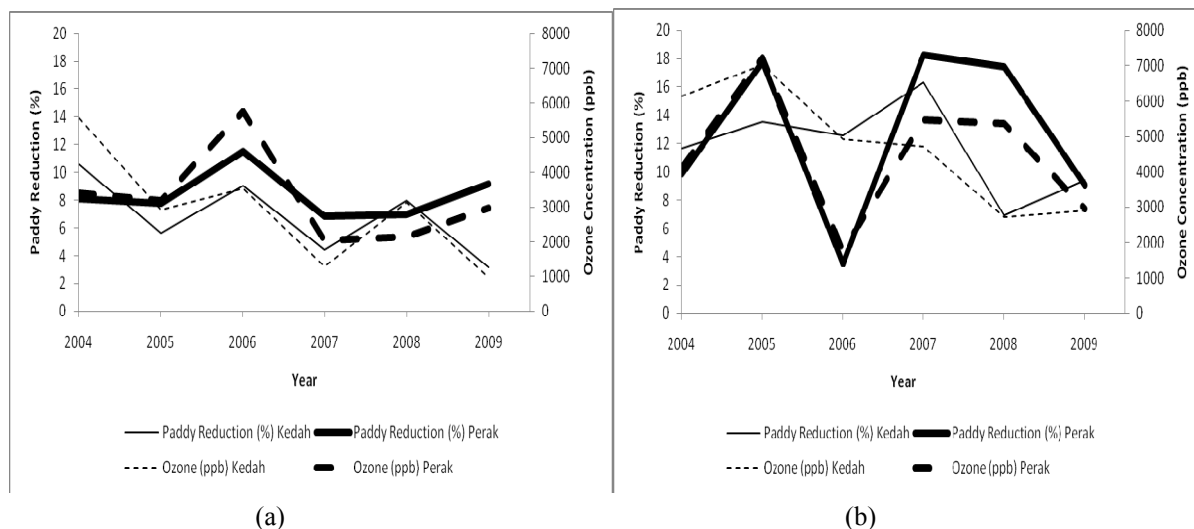 20
18
16
14
12
10
8
6
4
2
0
Paddy Reduction (%)
8000
7000
6000
5000
4000
3000
2000
1000
0
Ozone Cncentration (ppb)
2004 2005 2006 2007 2008 2009
Year
Paddy Reduction (%) Kedah Paddy Reduction (%) Perak
Ozone (ppb) Kedah Ozone (ppb) Perak
(a)
20
18
16
14
12
10
8
6
4
2
0
Paddy Reduction (%)
8000
7000
6000
5000
4000
3000
2000
1000
0
Ozone Concentration (ppb)
2004 2005 2006 2007 2008 2009
Year
Paddy Reduction (%) Kedah Paddy Reduction (%) Perak
Ozone (ppb) Kedah Ozone (ppb) Perak
(b)